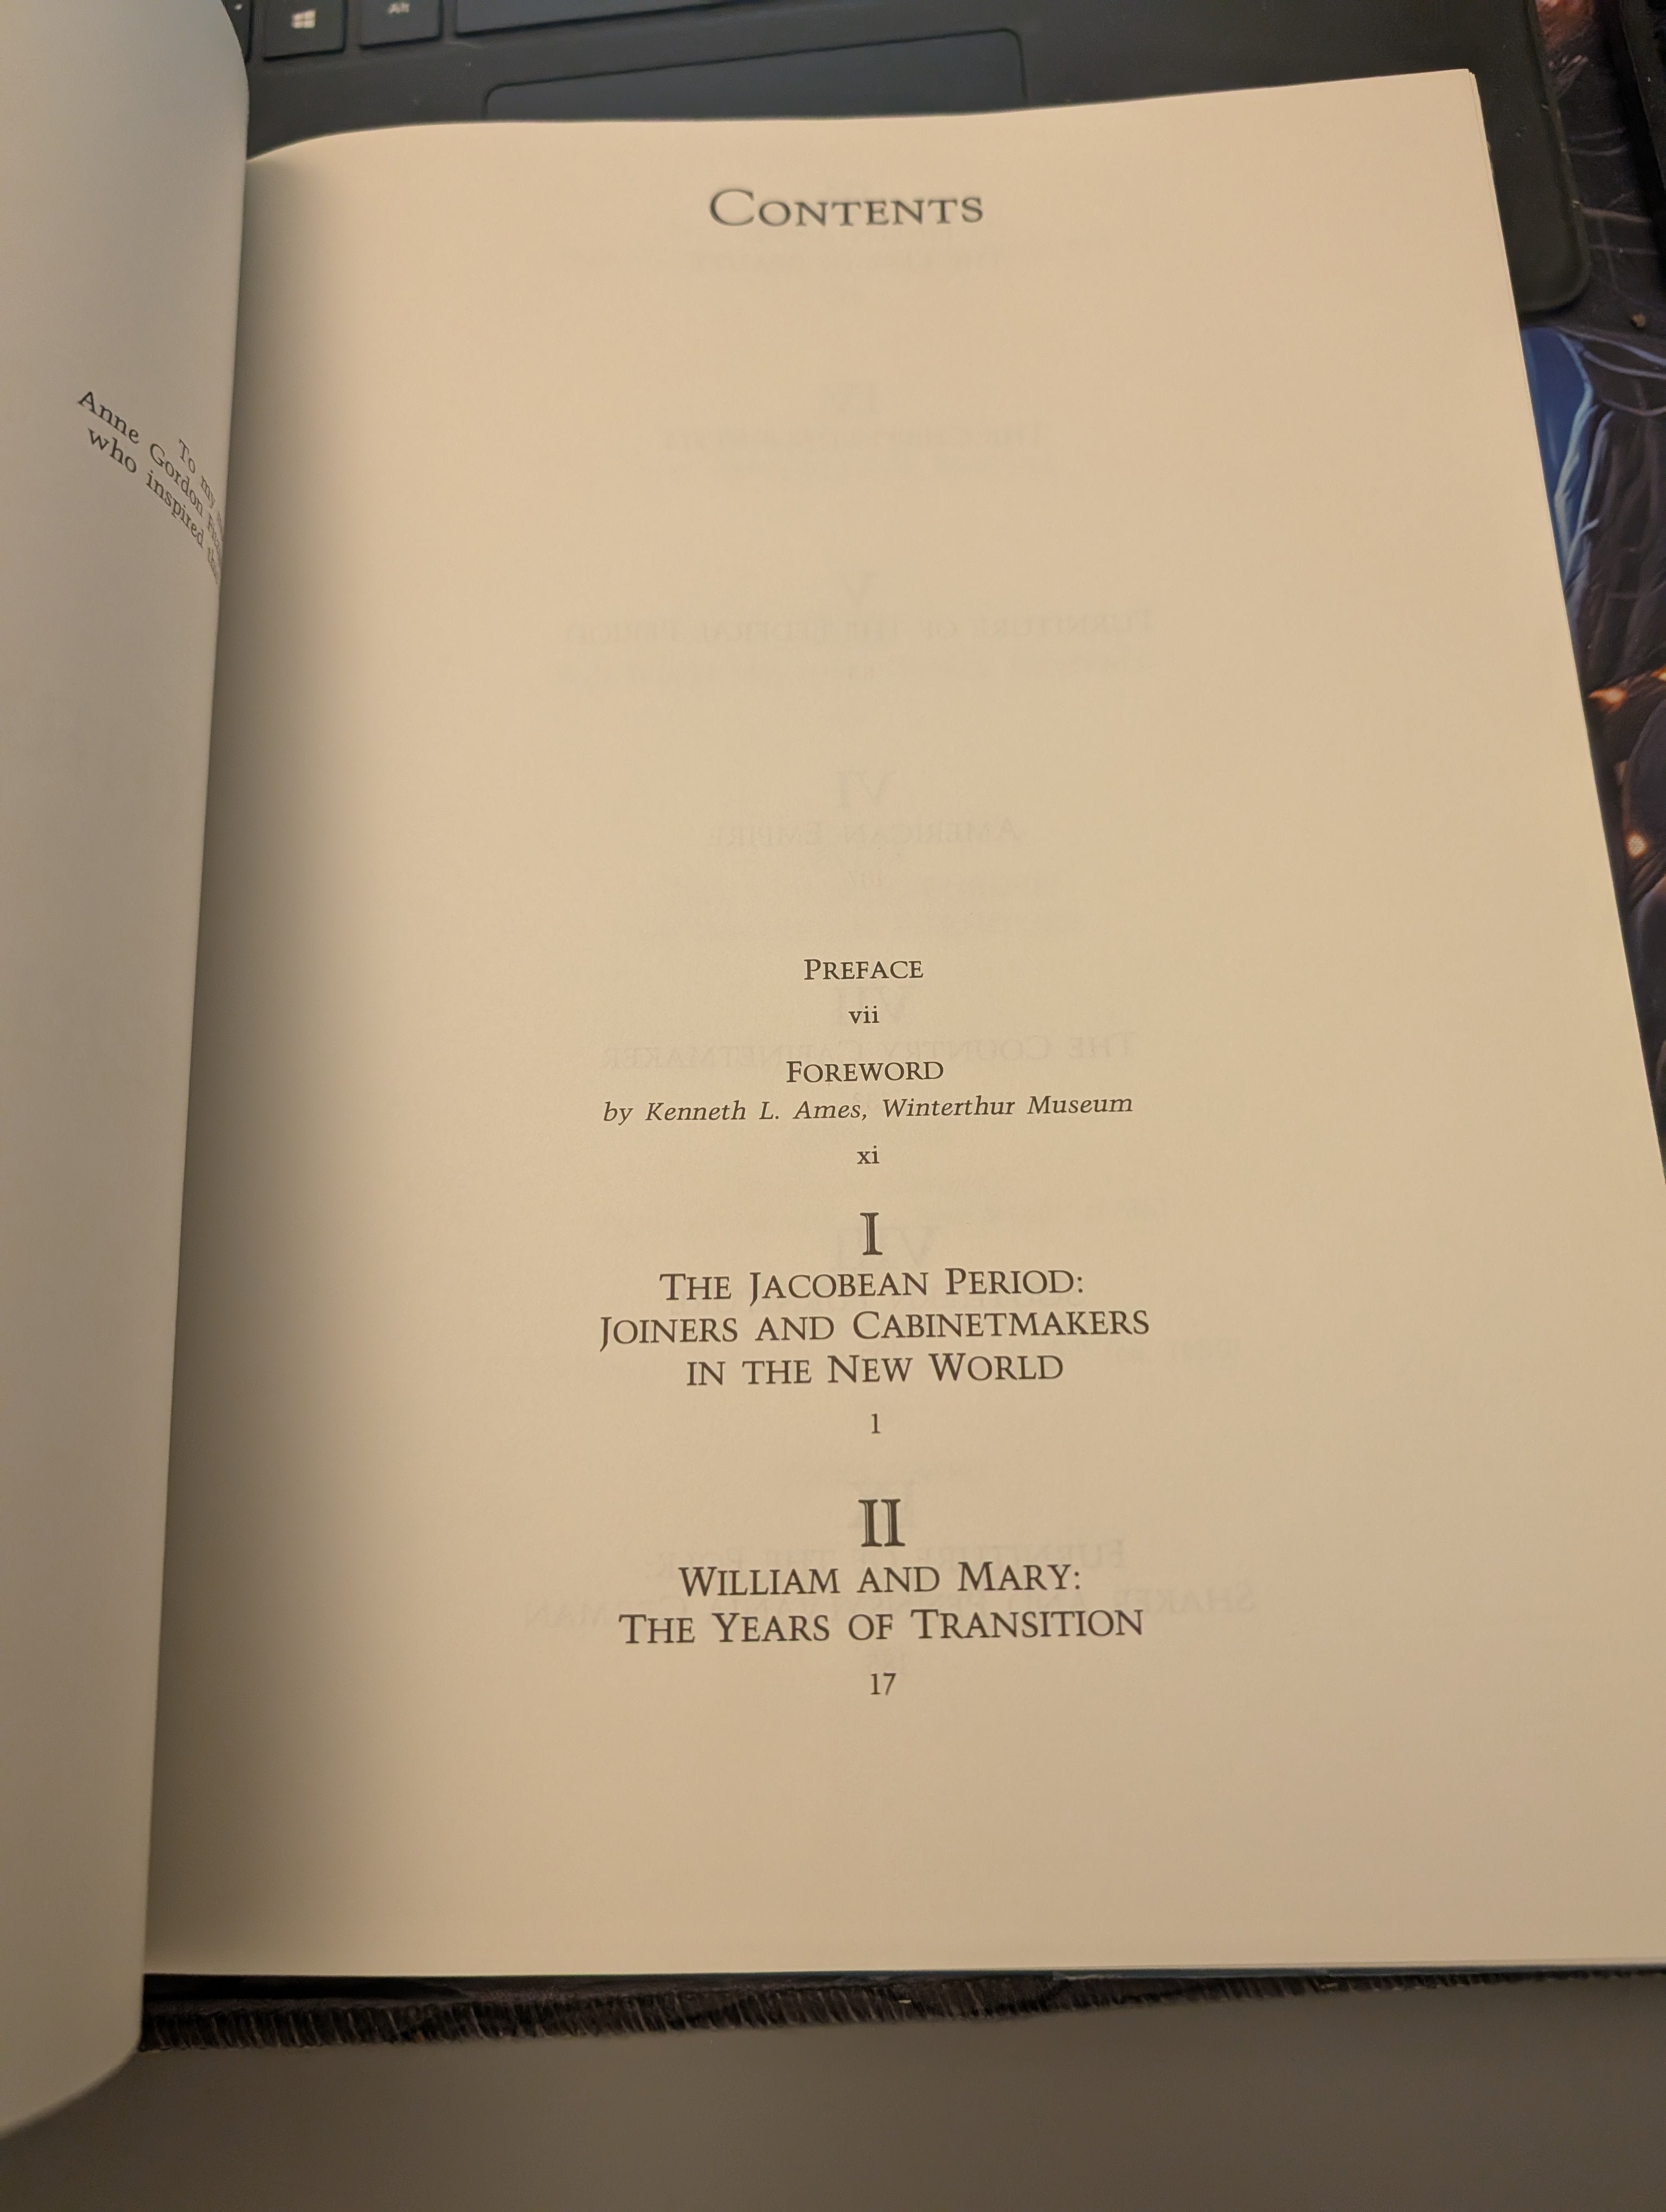 Alt
To my
Anne Gordon
who inspired
CONTENTS
PREFACE
vii
FOREWORD
by Kenneth L. Ames, Winterthur Museum
xi
I
THE JACOBEAN PERIOD:
JOINERS AND CABINETMAKERS
IN THE NEW WORLD
1
II
WILLIAM AND MARY:
THE YEARS OF TRANSITION
17